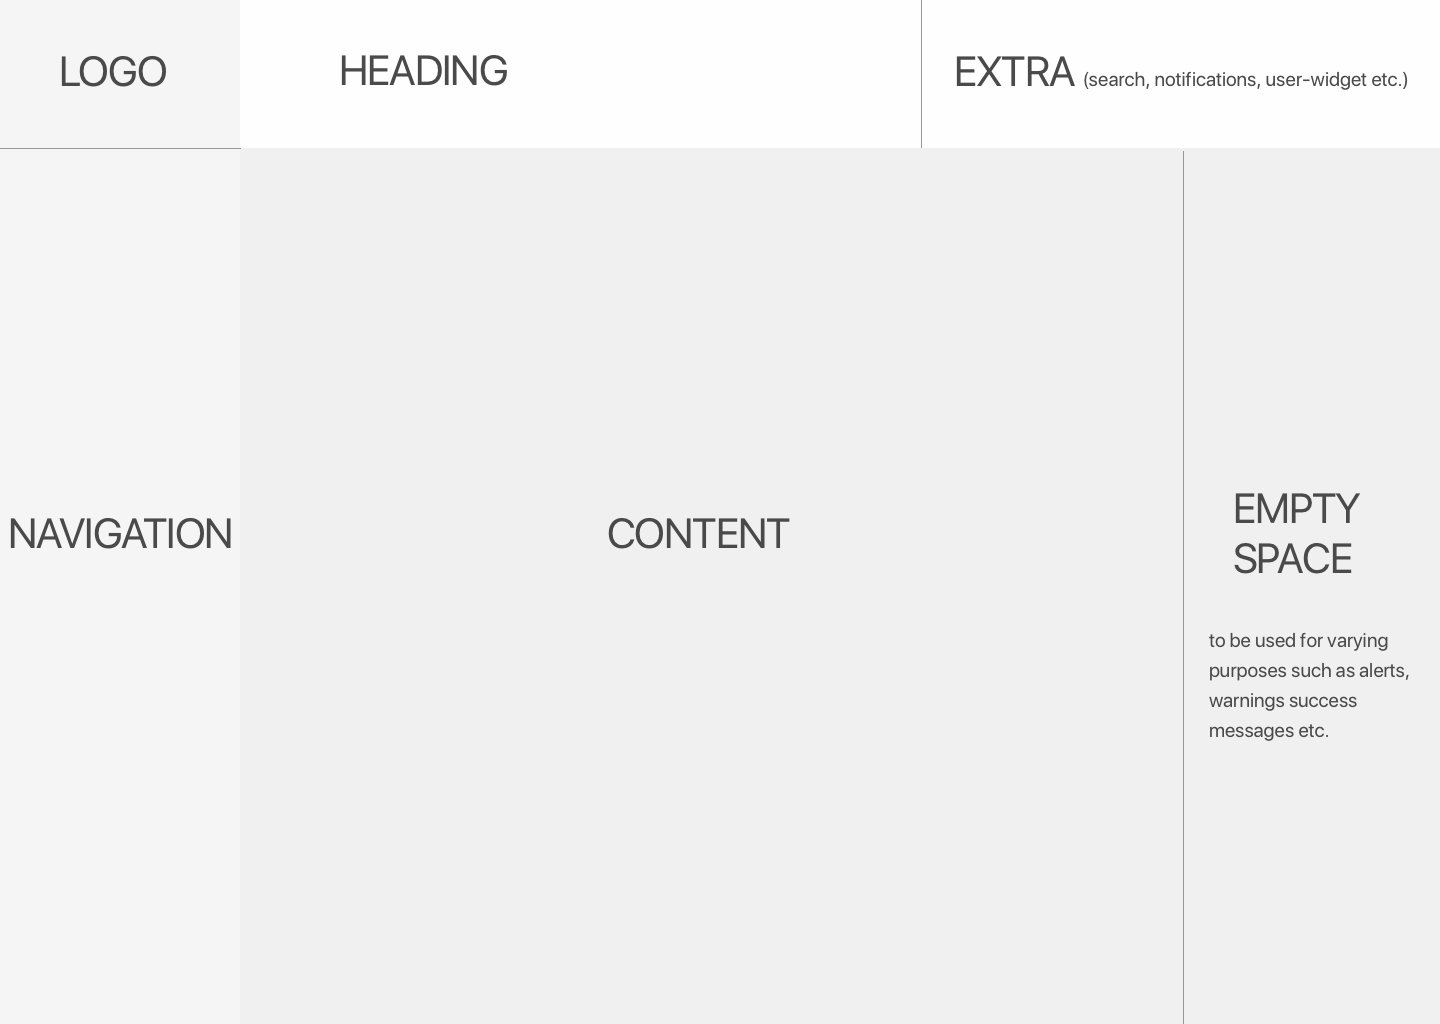 LOGO
HEADING
EXTRA (search, notifications, user-widget etc.)
NAVIGATION
CONTENT
EMPTY
SPACE
to be used for varying
purposes such as alerts,
warnings success
messages etc.